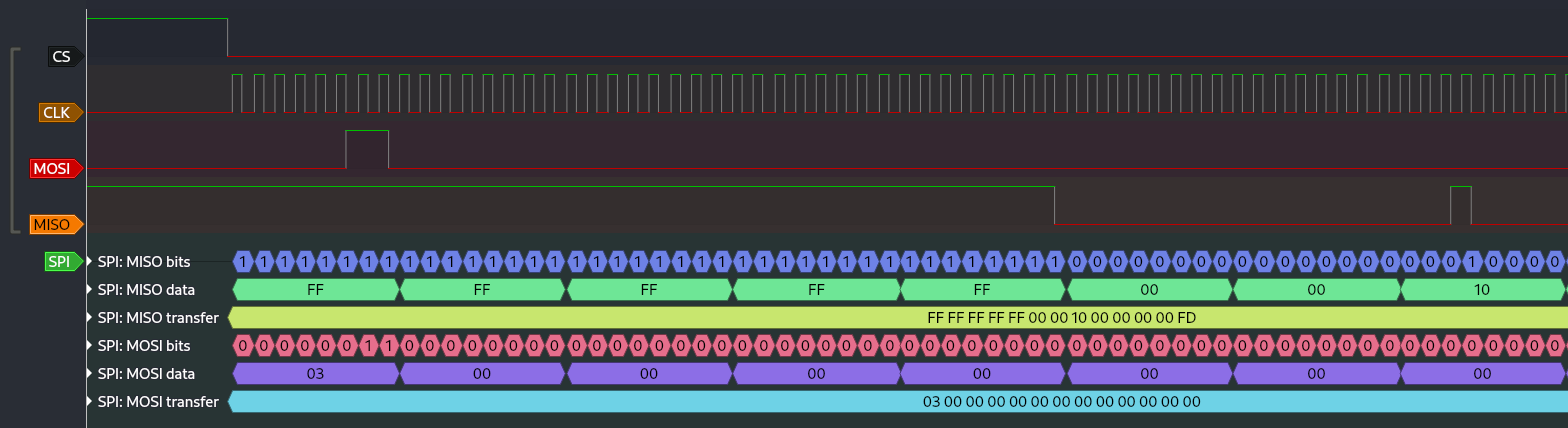 CS
CLK
MOSI
MISO
SPI SPI: MISO bits 1 1 1 1 1 1 1 1 1 1 1 1 1 1 1 1 1 1 1 1 1 1 1 1 1 1 1 1 1 1 1 1 1 1 1 1 1 1 1 1 0 0 0 0 0 0 0 0 0 0 0 0 0 0 0 0 0 0 0 1 0 0 0 0
SPI: MISO data FF FF FF FF FF 00 00 10
SPI: MISO transfer FF FF FF FF FF 00 00 10 00 00 00 00 FD
SPI: MOSI bits 0 0 0 0 0 0 1 1 0 0 0 0 0 0 0 0 0 0 0 0 0 0 0 0 0 0 0 0 0 0 0 0 0 0 0 0 0 0 0 0 0 0 0 0 0 0 0 0 0 0 0 0 0 0 0 0 0 0 0 0 0 0 0 0
SPI: MOSI data 03 00 00 00 00 00 00 00
SPI: MOSI transfer 03 00 00 00 00 00 00 00 00 00 00 00 00